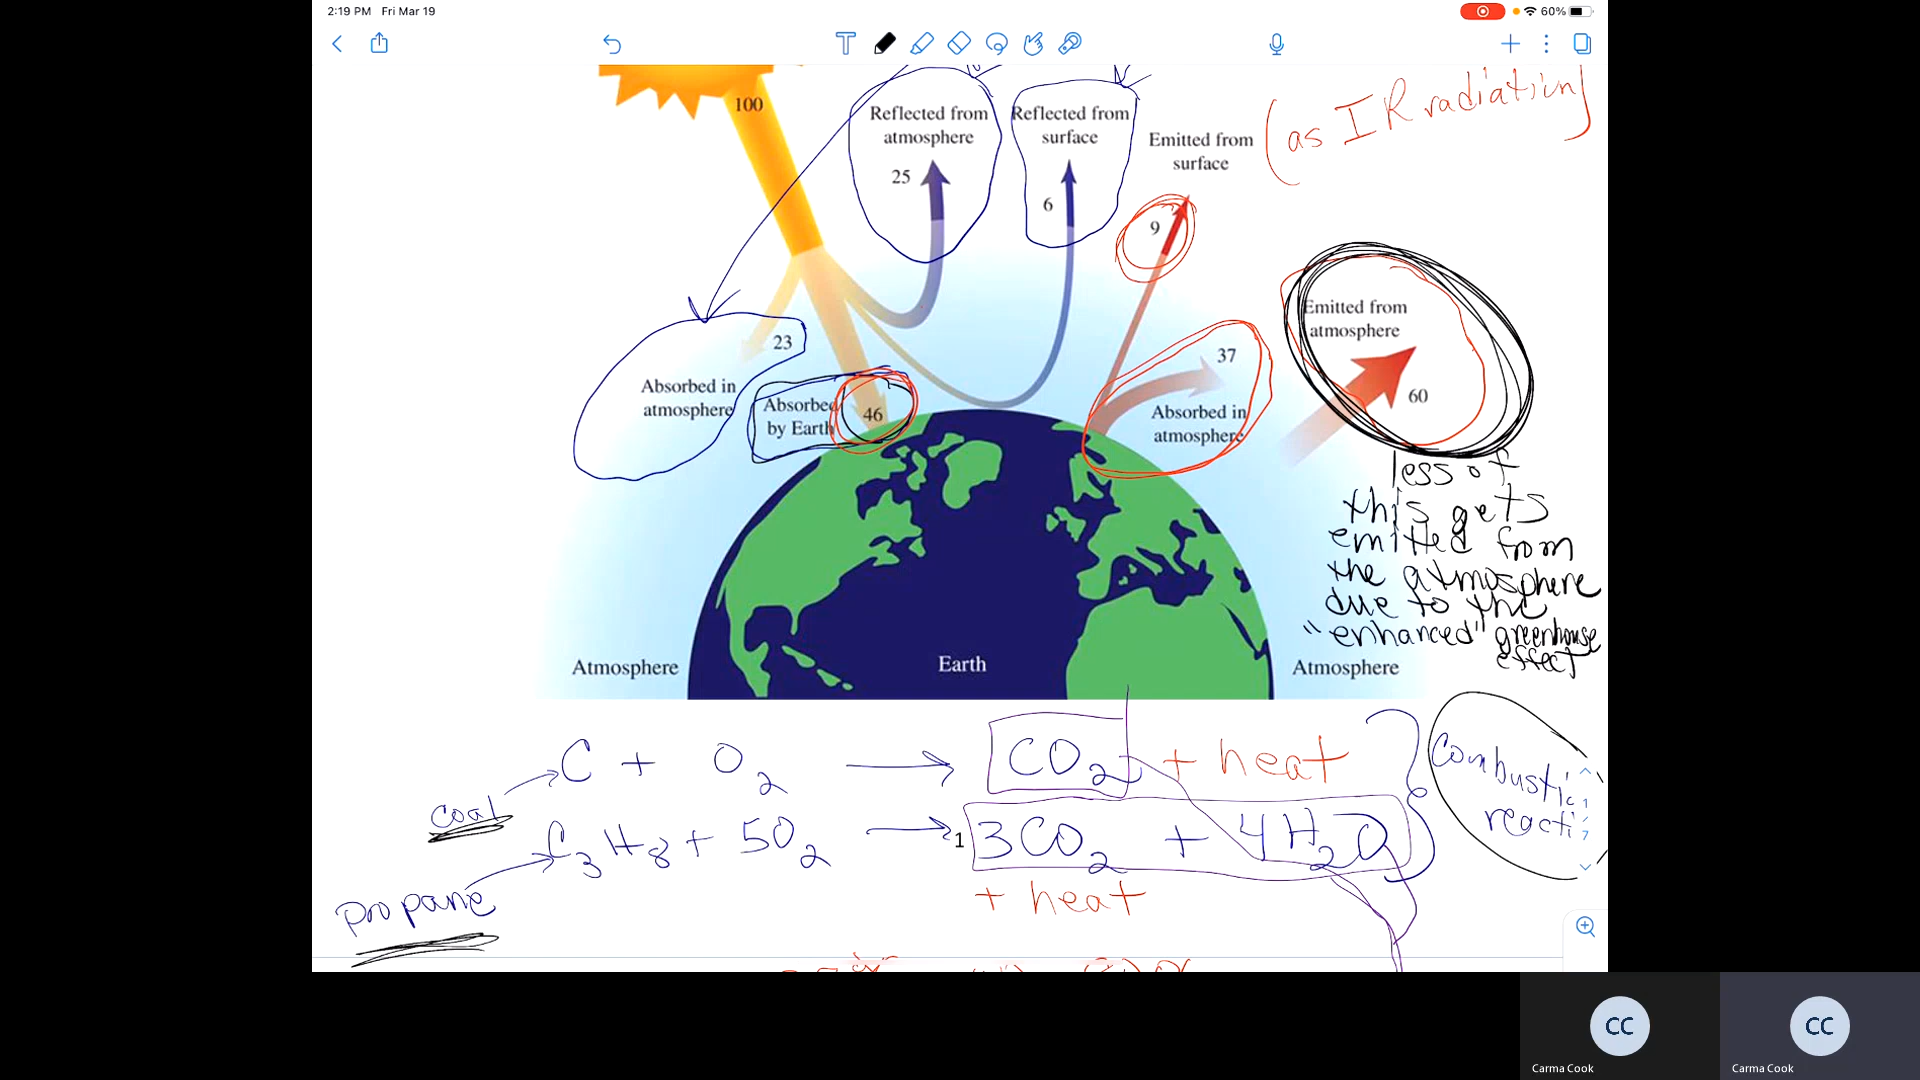 2:19 PM Fri Mar 19
60%
T
100
Reflected from
atmosphere
25
Reflected from
surface
6
Emitted from
surface
9
(as IR radiation)
23
Absorbed in
atmosphere
Absorbed
by Earth
46
37
Absorbed in
atmosphere
Emitted from
atmosphere
60
less of
this gets
emitted from
the atmosphere
due to the
"enhanced" greenhouse
effect
Atmosphere
Earth
Atmosphere
C + O2 → CO2 + heat
coal
C3H8 + 5O2 → 1 3CO2 + 4H2O
+ heat
propane
Combustic
reacti
CC
CC
Carma Cook
Carma Cook